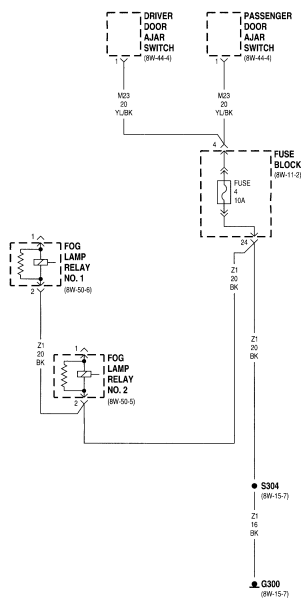 DRIVER
DOOR
AJAR
SWITCH
(8W-44-4)
PASSENGER
DOOR
AJAR
SWITCH
(8W-44-4)
1
1
M23
20
YL/BK
M23
20
YL/BK
4
FUSE
BLOCK
(8W-11-2)
FUSE
4
10A
24
1
FOG
LAMP
RELAY
NO. 1
(8W-50-6)
2
Z1
20
BK
Z1
20
BK
Z1
20
BK
1
FOG
LAMP
RELAY
NO. 2
(8W-50-5)
2
S304
(8W-15-7)
Z1
16
BK
G300
(8W-15-7)